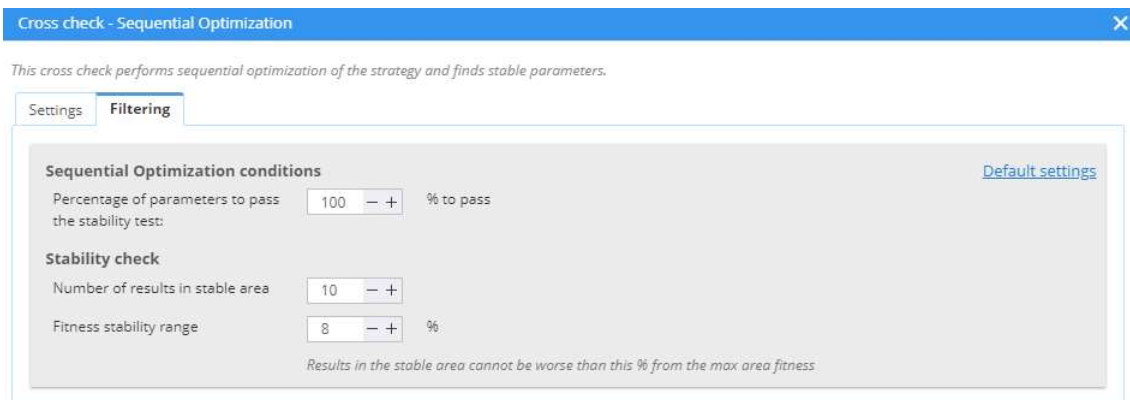 Cross check - Sequential Optimization
This cross check performs sequential optimization of the strategy and finds stable parameters.
Settings Filtering
Sequential Optimization conditions Default settings
Percentage of parameters to pass 100 − + % to pass
the stability test:
Stability check
Number of results in stable area 10 − +
Fitness stability range 8 − + %
Results in the stable area cannot be worse than this % from the max area fitness